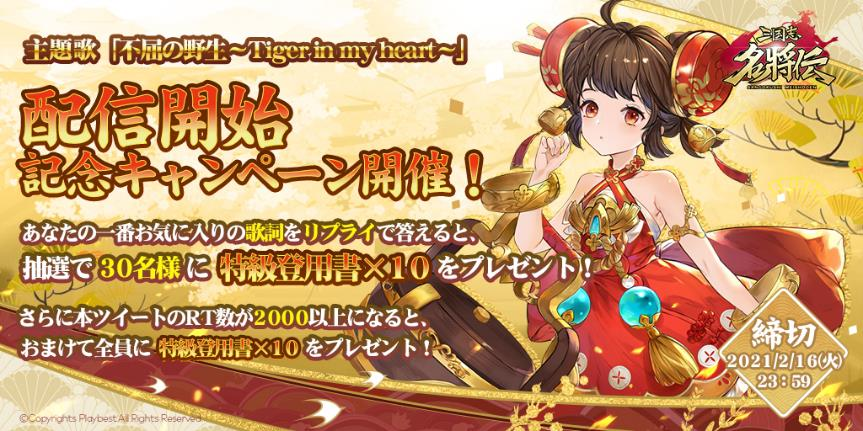 主題歌「不屈の野生～Tiger in my heart～」
三国志
名将伝
SANGOKUSHI MEISHODEN
配信開始
記念キャンペーン開催！
あなたの一番お気に入りの歌詞をリプライで答えると、
抽選で30名様に特級登用書×10をプレゼント！
さらに本ツイートのRT数が2000以上になると、
おまけて全員に特級登用書×10をプレゼント！
締切
2021/2/16(火)
23：59
©Copyrights Playbest All Rights Reserved